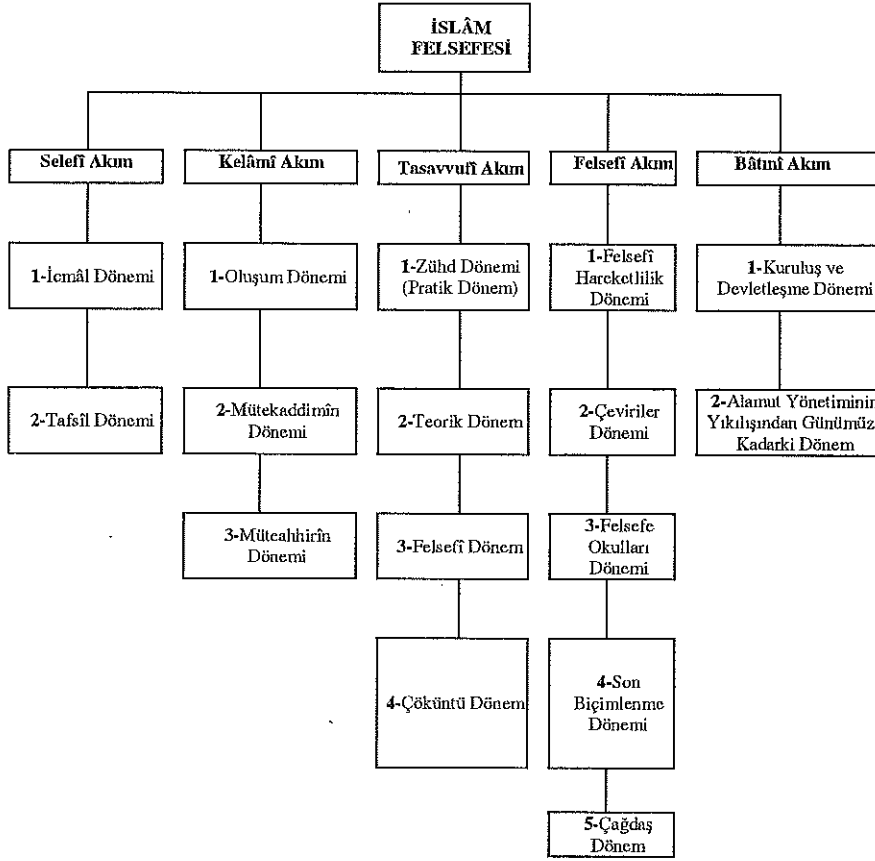 İSLÂM
FELSEFESİ
Selefî Akım
Kelâmî Akım
Tasavvufî Akım
Felsefî Akım
Bâtınî Akım
1-İcmâl Dönemi
1-Oluşum Dönemi
1-Zühd Dönemi
(Pratik Dönem)
1-Felsefî
Hareketlilik
Dönemi
1-Kuruluş ve
Devletleşme Dönemi
2-Tafsîl Dönemi
2-Mütekaddimîn
Dönemi
2-Teorik Dönem
2-Çeviriler
Dönemi
2-Alamut Yönetiminin
Yıkılışından Günümüz
Kadarki Dönem
3-Müteahhirîn
Dönemi
3-Felsefî Dönem
3-Felsefe
Okulları
Dönemi
4-Çöküntü Dönem
4-Son
Biçimlenme
Dönemi
5-Çağdaş
Dönem